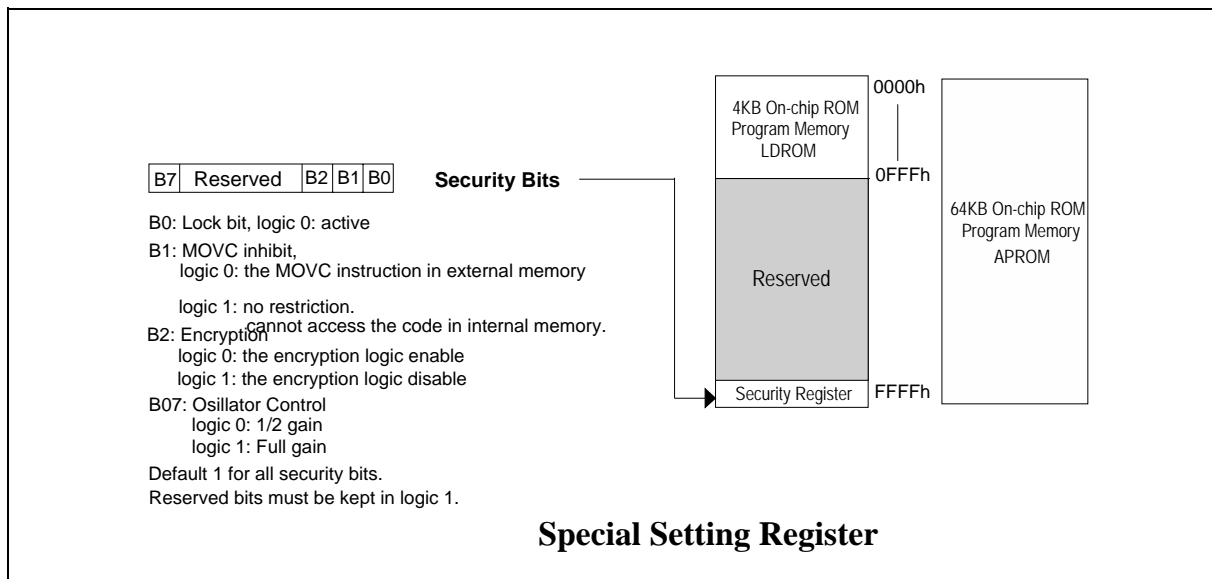 B7 Reserved B2 B1 B0
Security Bits
B0: Lock bit, logic 0: active
B1: MOVC inhibit,
logic 0: the MOVC instruction in external memory
logic 1: no restriction.
cannot access the code in internal memory.
B2: Encryption
logic 0: the encryption logic enable
logic 1: the encryption logic disable
B07: Osillator Control
logic 0: 1/2 gain
logic 1: Full gain
Default 1 for all security bits.
Reserved bits must be kept in logic 1.
4KB On-chip ROM
Program Memory
LDROM
Reserved
Security Register
0000h
0FFFh
FFFFh
64KB On-chip ROM
Program Memory
APROM
Special Setting Register